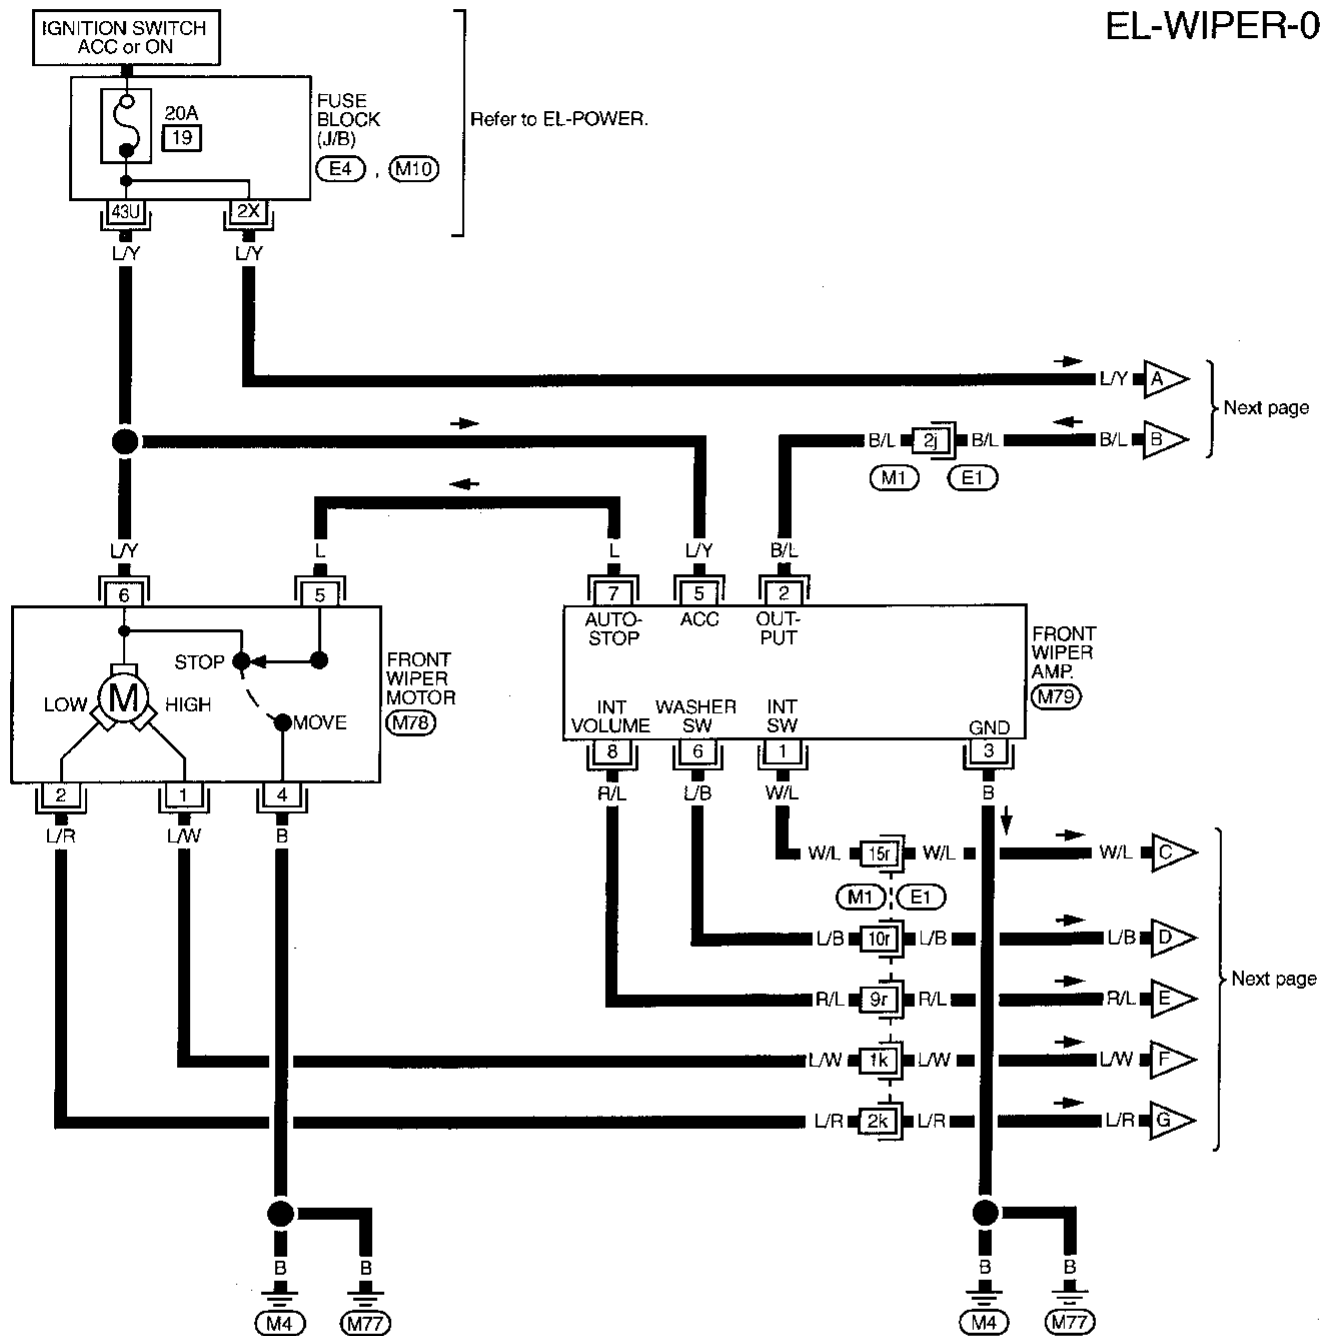 EL-WIPER-0
IGNITION SWITCH
ACC or ON
20A
19
FUSE
BLOCK
(J/B)
E4 , M10
Refer to EL-POWER.
43U 2X
L/Y L/Y
L/Y A
Next page
B/L 2j B/L B/L B
M1 E1
L/Y L L L/Y B/L
6 5 7 5 2
AUTO-
STOP
ACC
OUT-
PUT
STOP
LOW M HIGH
MOVE
FRONT
WIPER
MOTOR
M78
FRONT
WIPER
AMP.
M79
INT
VOLUME
WASHER
SW
INT
SW
GND
2 1 4 8 6 1 3
L/R L/W B R/L L/B W/L B
W/L 15r W/L W/L C
M1 E1
L/B 10r L/B L/B D
Next page
R/L 9r R/L R/L E
L/W 1k L/W L/W F
L/R 2k L/R L/R G
B B B B
M4 M77 M4 M77